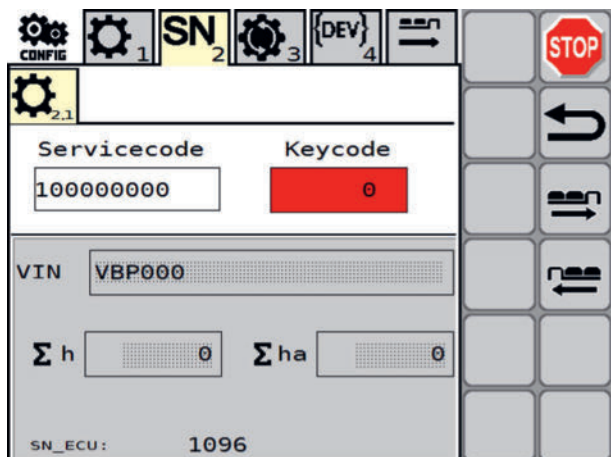 CONFIG 1 SN 2 3 {DEV} 4 STOP
2.1
Servicecode Keycode
100000000 0
VIN VBP000
Σ h 0 Σ ha 0
SN_ECU: 1096